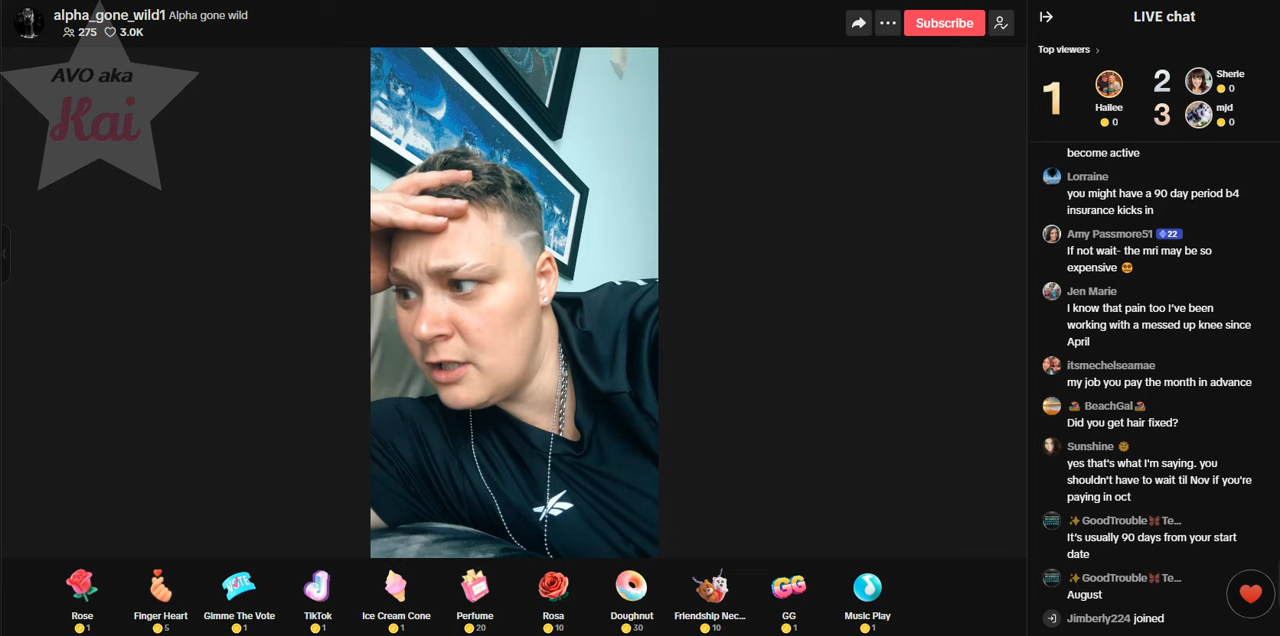 alpha_gone_wild1 Alpha gone wild
275 3.0K
AVO aka
Kai
Subscribe
LIVE chat
Top viewers
1
Hailee
0
2
Sherie
0
3
mjd
0
become active
Lorraine
you might have a 90 day period b4
insurance kicks in
Amy Passmore51 22
If not wait- the mri may be so
expensive
Jen Marie
I know that pain too I've been
working with a messed up knee since
April
itsmechelseamae
my job you pay the month in advance
BeachGal
Did you get hair fixed?
Sunshine
yes that's what I'm saying. you
shouldn't have to wait til Nov if you're
paying in oct
GoodTrouble Te...
It's usually 90 days from your start
date
GoodTrouble Te...
August
Jimberly224 joined
Rose
1
Finger Heart
5
Gimme The Vote
1
TikTok
1
Ice Cream Cone
1
Perfume
20
Rosa
10
Doughnut
30
Friendship Nec...
10
GG
1
Music Play
1